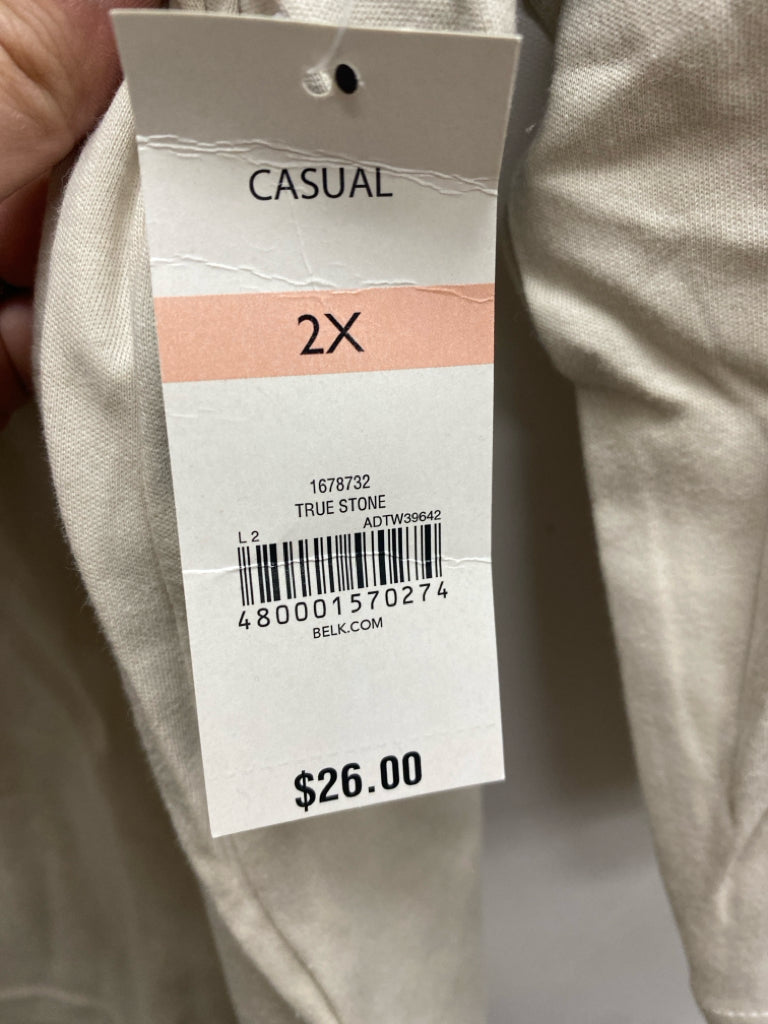 CASUAL
2X
1678732
TRUE STONE
L 2 ADTW39642
480001570274
BELK.COM
$26.00